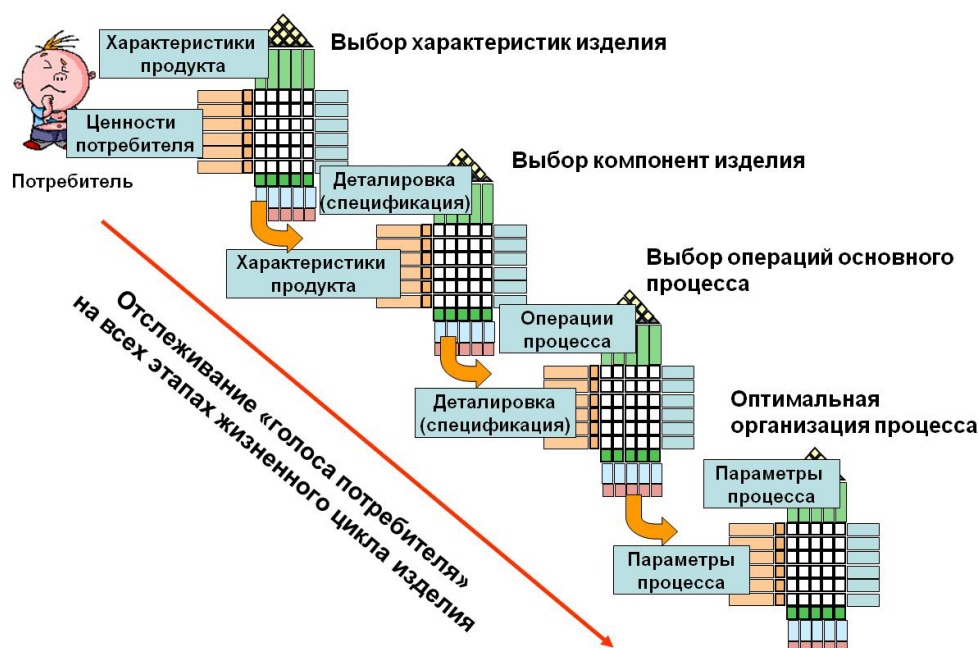 Характеристики
продукта
Выбор характеристик изделия
Ценности
потребителя
Потребитель
Выбор компонент изделия
Деталировка
(спецификация)
Характеристики
продукта
Выбор операций основного
процесса
Операции
процесса
Деталировка
(спецификация)
Оптимальная
организация процесса
Параметры
процесса
Параметры
процесса
Отслеживание «голоса потребителя»
на всех этапах жизненного цикла изделия